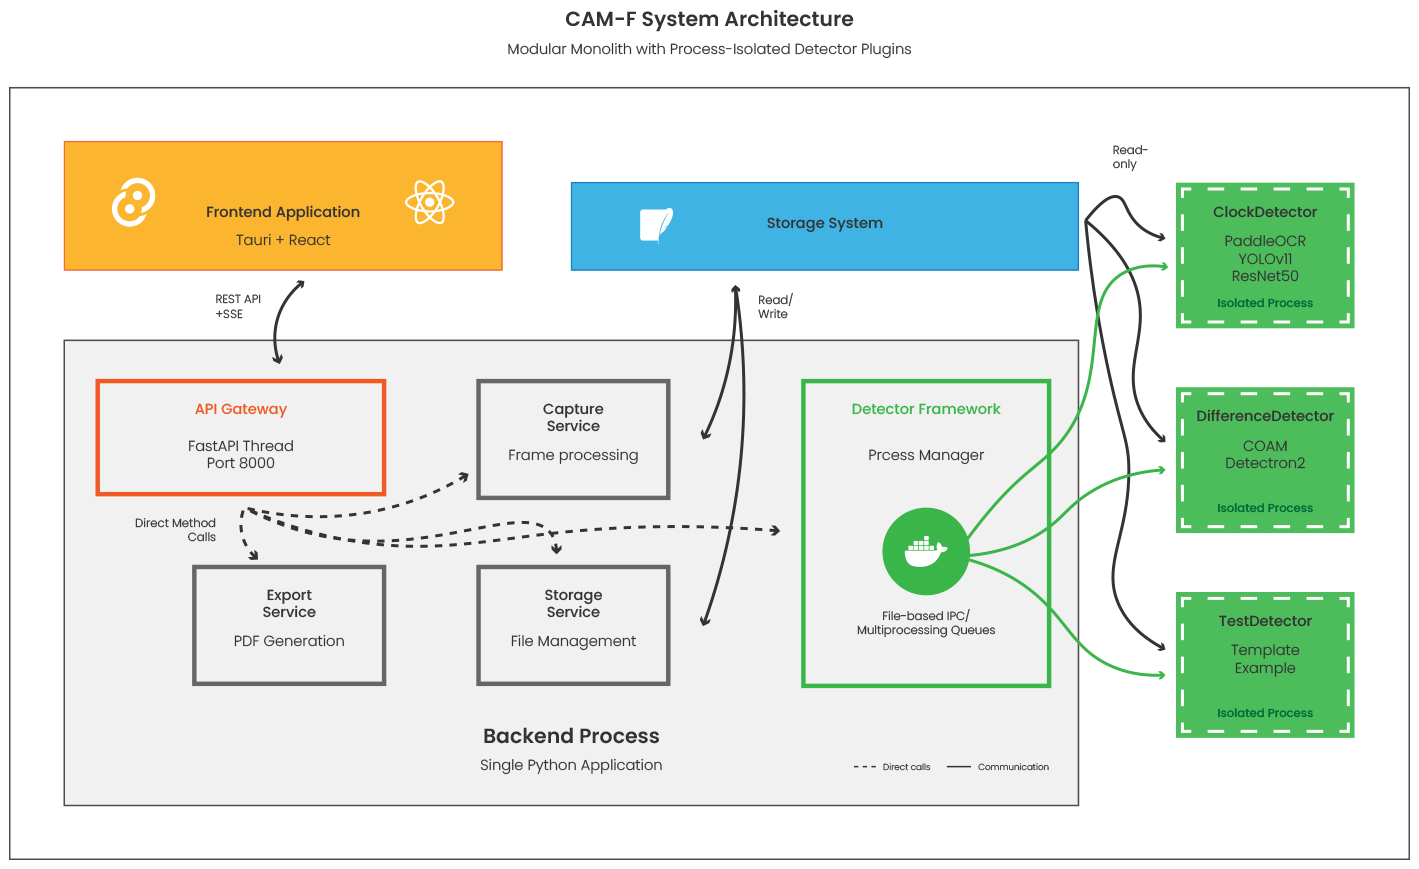 CAM-F System Architecture
Modular Monolith with Process-Isolated Detector Plugins
Frontend Application
Tauri + React
Storage System
Read-
only
ClockDetector
PaddleOCR
YOLOv11
ResNet50
Isolated Process
REST API
+SSE
Read/
Write
API Gateway
FastAPI Thread
Port 8000
Capture
Service
Frame processing
Detector Framework
Prcess Manager
File-based IPC/
Multiprocessing Queues
DifferenceDetector
COAM
Detectron2
Isolated Process
Direct Method
Calls
Export
Service
PDF Generation
Storage
Service
File Management
TestDetector
Template
Example
Isolated Process
Backend Process
Single Python Application
Direct calls
Communication